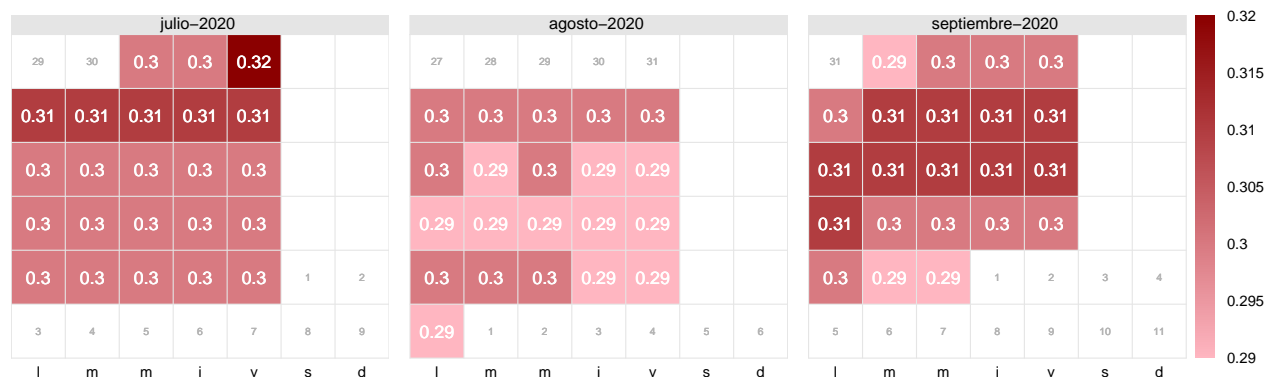 julio−2020 agosto−2020 septiembre−2020 0.32
29 30 0.3 0.3 0.32 27 28 29 30 31 31 0.29 0.3 0.3 0.3
0.315
0.31 0.31 0.31 0.31 0.31 0.3 0.3 0.3 0.3 0.3 0.3 0.31 0.31 0.31 0.31
0.31
0.3 0.3 0.3 0.3 0.3 0.3 0.29 0.3 0.29 0.29 0.31 0.31 0.31 0.31 0.31
0.305
0.3 0.3 0.3 0.3 0.3 0.29 0.29 0.29 0.29 0.29 0.31 0.3 0.3 0.3 0.3
0.3
0.3 0.3 0.3 0.3 0.3 1 2 0.3 0.3 0.3 0.29 0.29 0.3 0.29 0.29 1 2 3 4
0.295
3 4 5 6 7 8 9 0.29 1 2 3 4 5 6 5 6 7 8 9 10 11
0.29
l m m j v s d l m m j v s d l m m j v s d